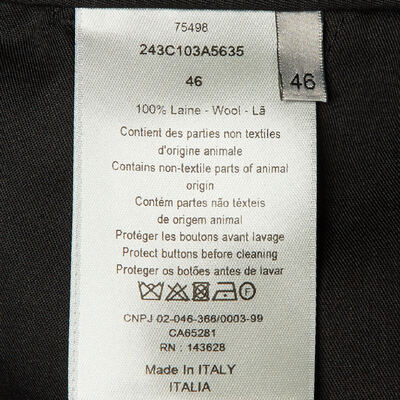 75498
243C103A5635
46
46
100% Laine - Wool - Lã
Contient des parties non textiles
d'origine animale
Contains non-textile parts of animal
origin
Contém partes não têxteis
de origem animal
Protéger les boutons avant lavage
Protect buttons before cleaning
Proteger os botões antes de lavar
F
CNPJ 02-046-366/0003-99
CA65281
RN : 143628
Made In ITALY
ITALIA